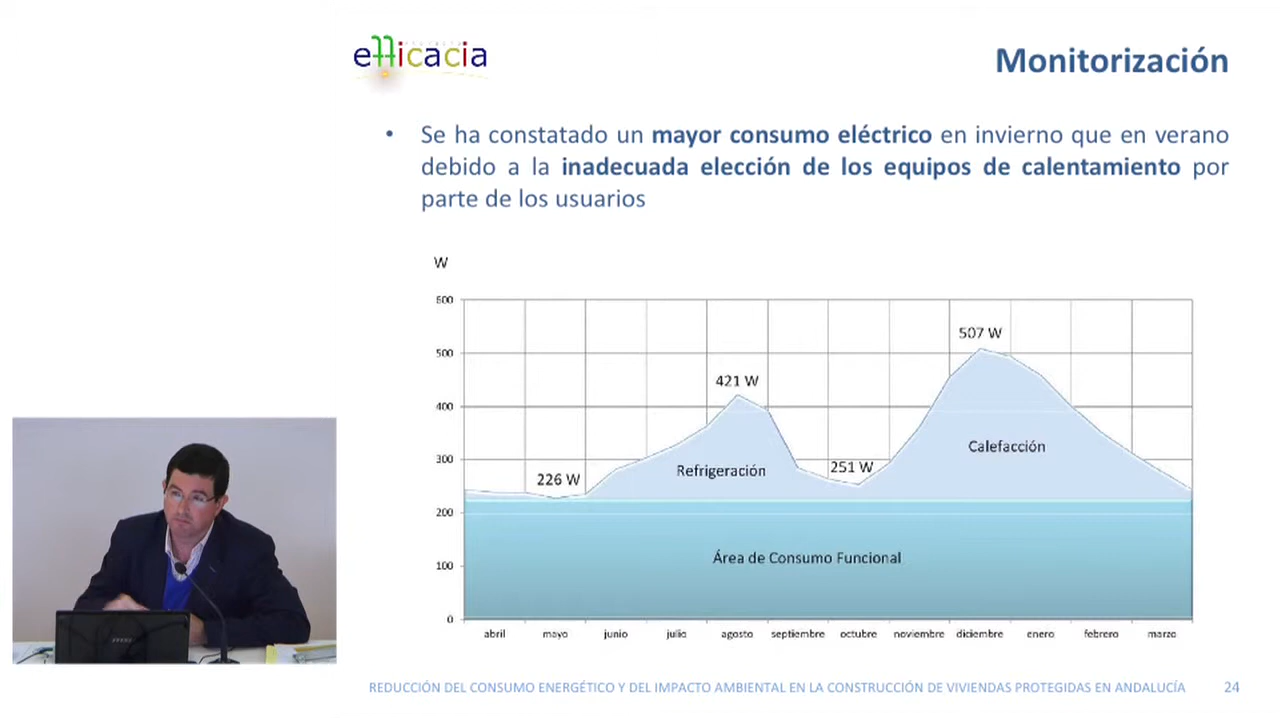 efficacia
Monitorización
• Se ha constatado un mayor consumo eléctrico en invierno que en verano
debido a la inadecuada elección de los equipos de calentamiento por
parte de los usuarios
W
600
500
400
300
200
100
0
507 W
421 W
251 W
226 W
Calefacción
Refrigeración
Área de Consumo Funcional
abril mayo junio julio agosto septiembre octubre noviembre diciembre enero febrero marzo
REDUCCIÓN DEL CONSUMO ENERGÉTICO Y DEL IMPACTO AMBIENTAL EN LA CONSTRUCCIÓN DE VIVIENDAS PROTEGIDAS EN ANDALUCÍA 24